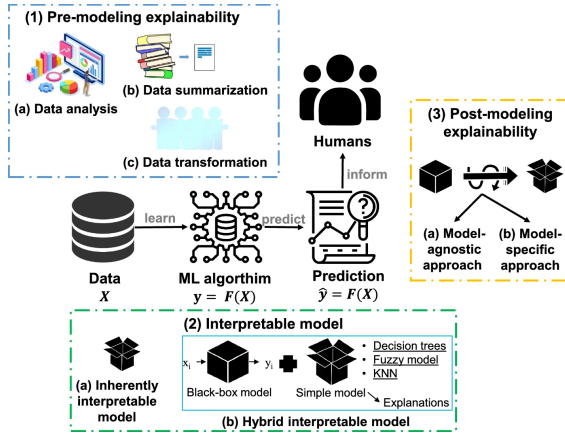 (1) Pre-modeling explainability
(a) Data analysis
(b) Data summarization
(c) Data transformation
Humans
inform
(3) Post-modeling
explainability
(a) Model-
agnostic
approach
(b) Model-
specific
approach
learn
predict
Data
X
ML algorthim
y = F(X)
Prediction
ŷ = F(X)
(2) Interpretable model
(a) Inherently
interpretable
model
xi
Black-box model
yi
Simple model
• Decision trees
• Fuzzy model
• KNN
Explanations
(b) Hybrid interpretable model